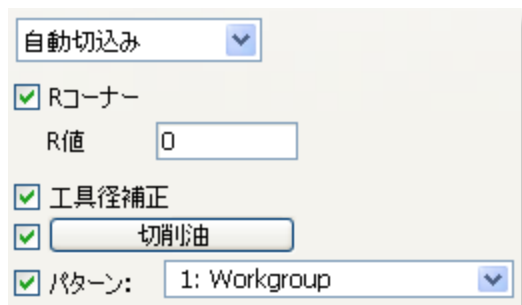 自動切込み
Rコーナー
R値 0
工具径補正
切削油
パターン: 1: Workgroup